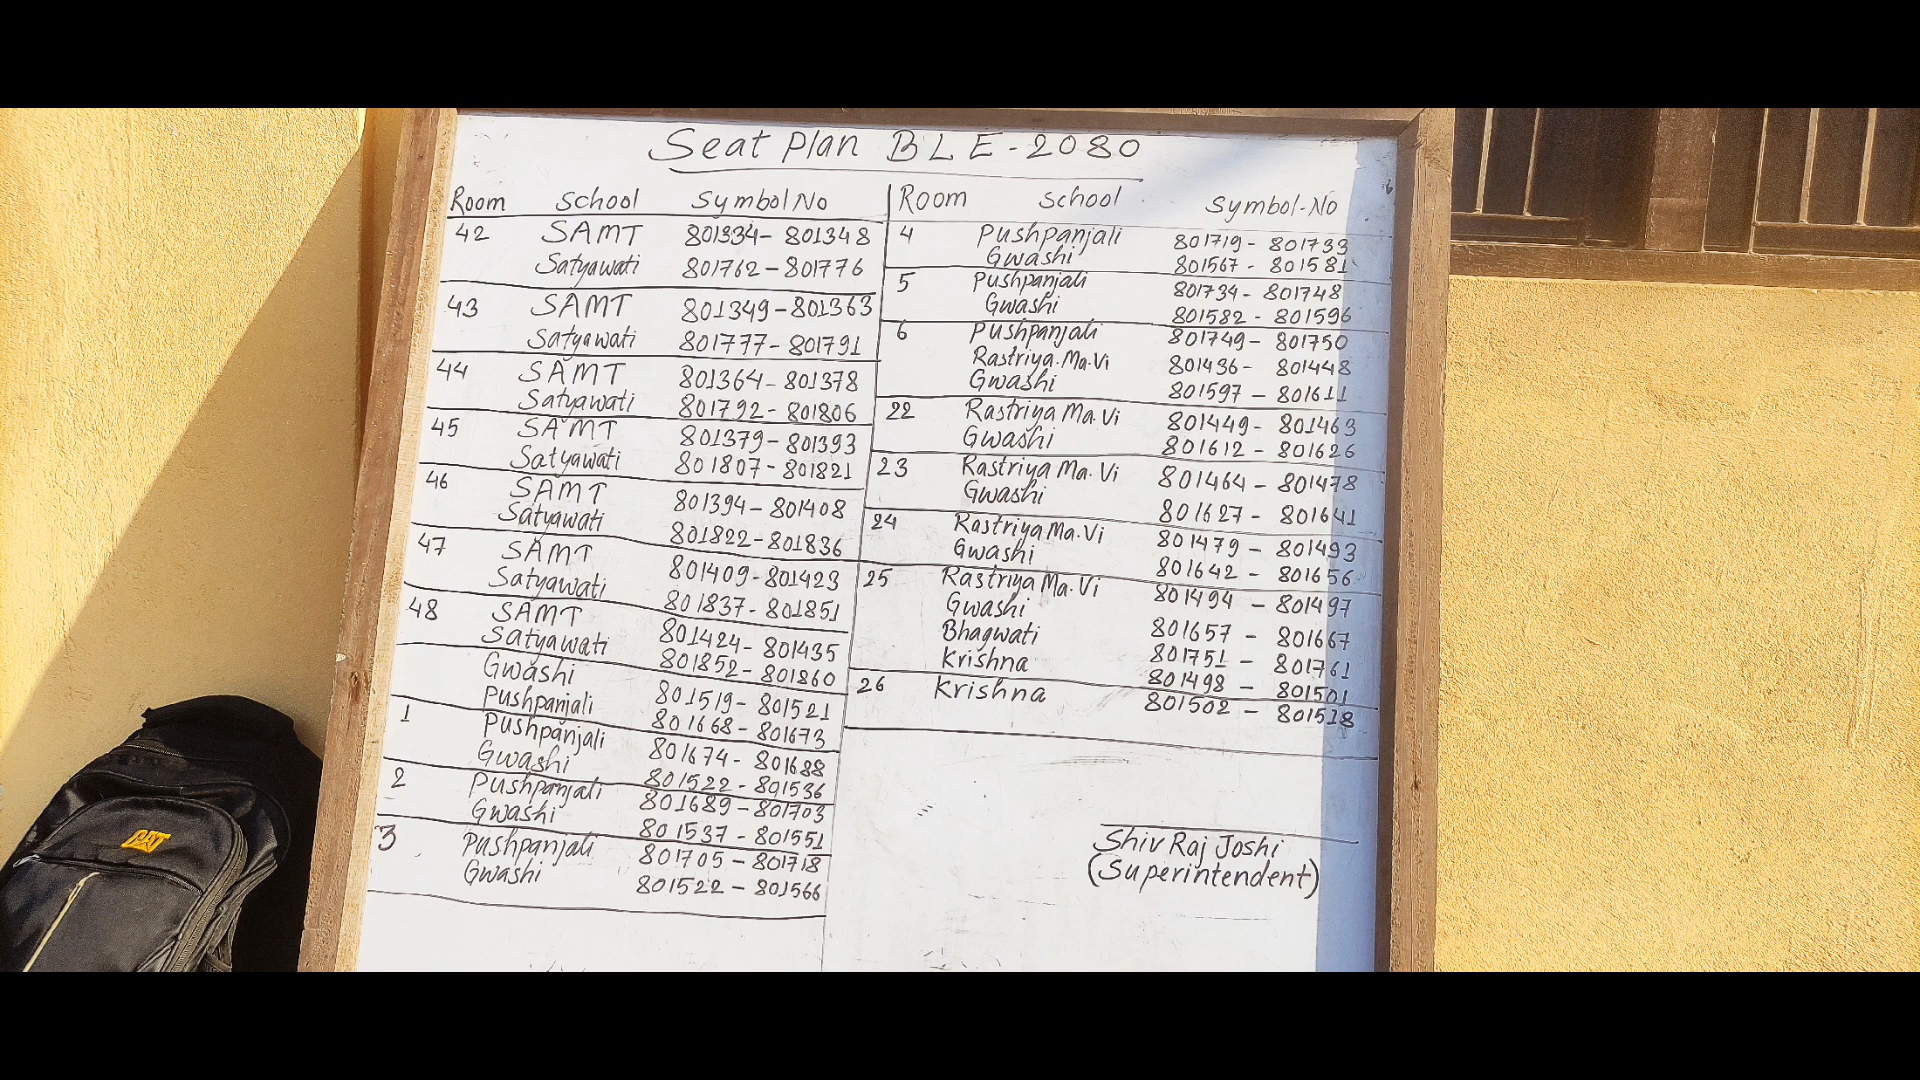 Seat Plan BLE-2080
Room School Symbol No
42 SAMT 801334-801348
Satyawati 801762-801776
43 SAMT 801349-801363
Satyawati 801777-801791
44 SAMT 801364-801378
Satyawati 801792-801806
45 SAMT 801379-801393
Satyawati 801807-801821
46 SAMT 801394-801408
Satyawati 801822-801836
47 SAMT 801409-801423
Satyawati 801837-801851
48 SAMT 801424-801435
Satyawati 801852-801860
Gwashi 801519-801521
Pushpanjali 801668-801673
1 Pushpanjali 801674-801688
Gwashi 801522-801536
2 Pushpanjali 801689-801703
Gwashi 801537-801551
3 Pushpanjali 801705-801718
Gwashi 801522-801566
Room School Symbol-No
4 Pushpanjali 801719-801733
Gwashi 801567-801581
5 Pushpanjali 801734-801748
Gwashi 801582-801596
6 Pushpanjali 801749-801750
Rastriya.Ma.Vi 801436-801448
Gwashi 801597-801611
22 Rastriya Ma.Vi 801449-801463
Gwashi 801612-801626
23 Rastriya Ma.Vi 801464-801478
Gwashi 801627-801641
24 Rastriya Ma.Vi 801479-801493
Gwashi 801642-801656
25 Rastriya Ma.Vi 801494-801497
Gwashi 801657-801667
Bhagwati 801751-801761
Krishna 801498-801501
26 Krishna 801502-801518
Shiv Raj Joshi
(Superintendent)
CAT